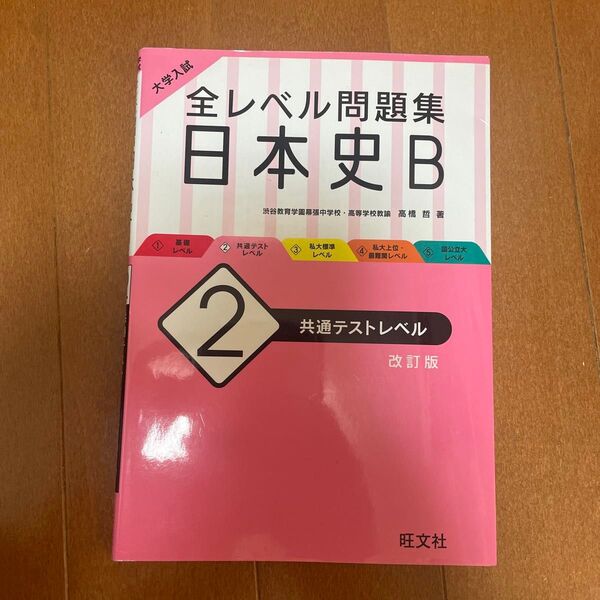 大学入試
全レベル問題集
日本史B
渋谷教育学園幕張中学校・高等学校教諭 高橋 哲 著
1 基礎
レベル
2 共通テスト
レベル
3 私大標準
レベル
4 私大上位・
最難関レベル
5 国公立大
レベル
2 共通テストレベル
改訂版
旺文社